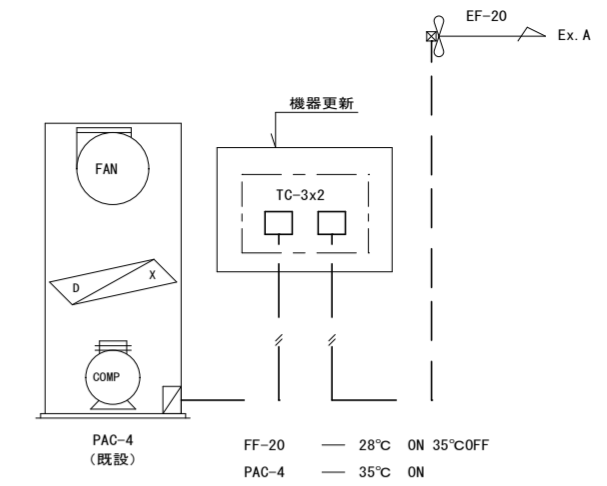 EF-20
Ex. A
機器更新
FAN
TC-3x2
D X
COMP
PAC-4
(既設)
FF-20 — 28℃ ON 35℃OFF
PAC-4 — 35℃ ON